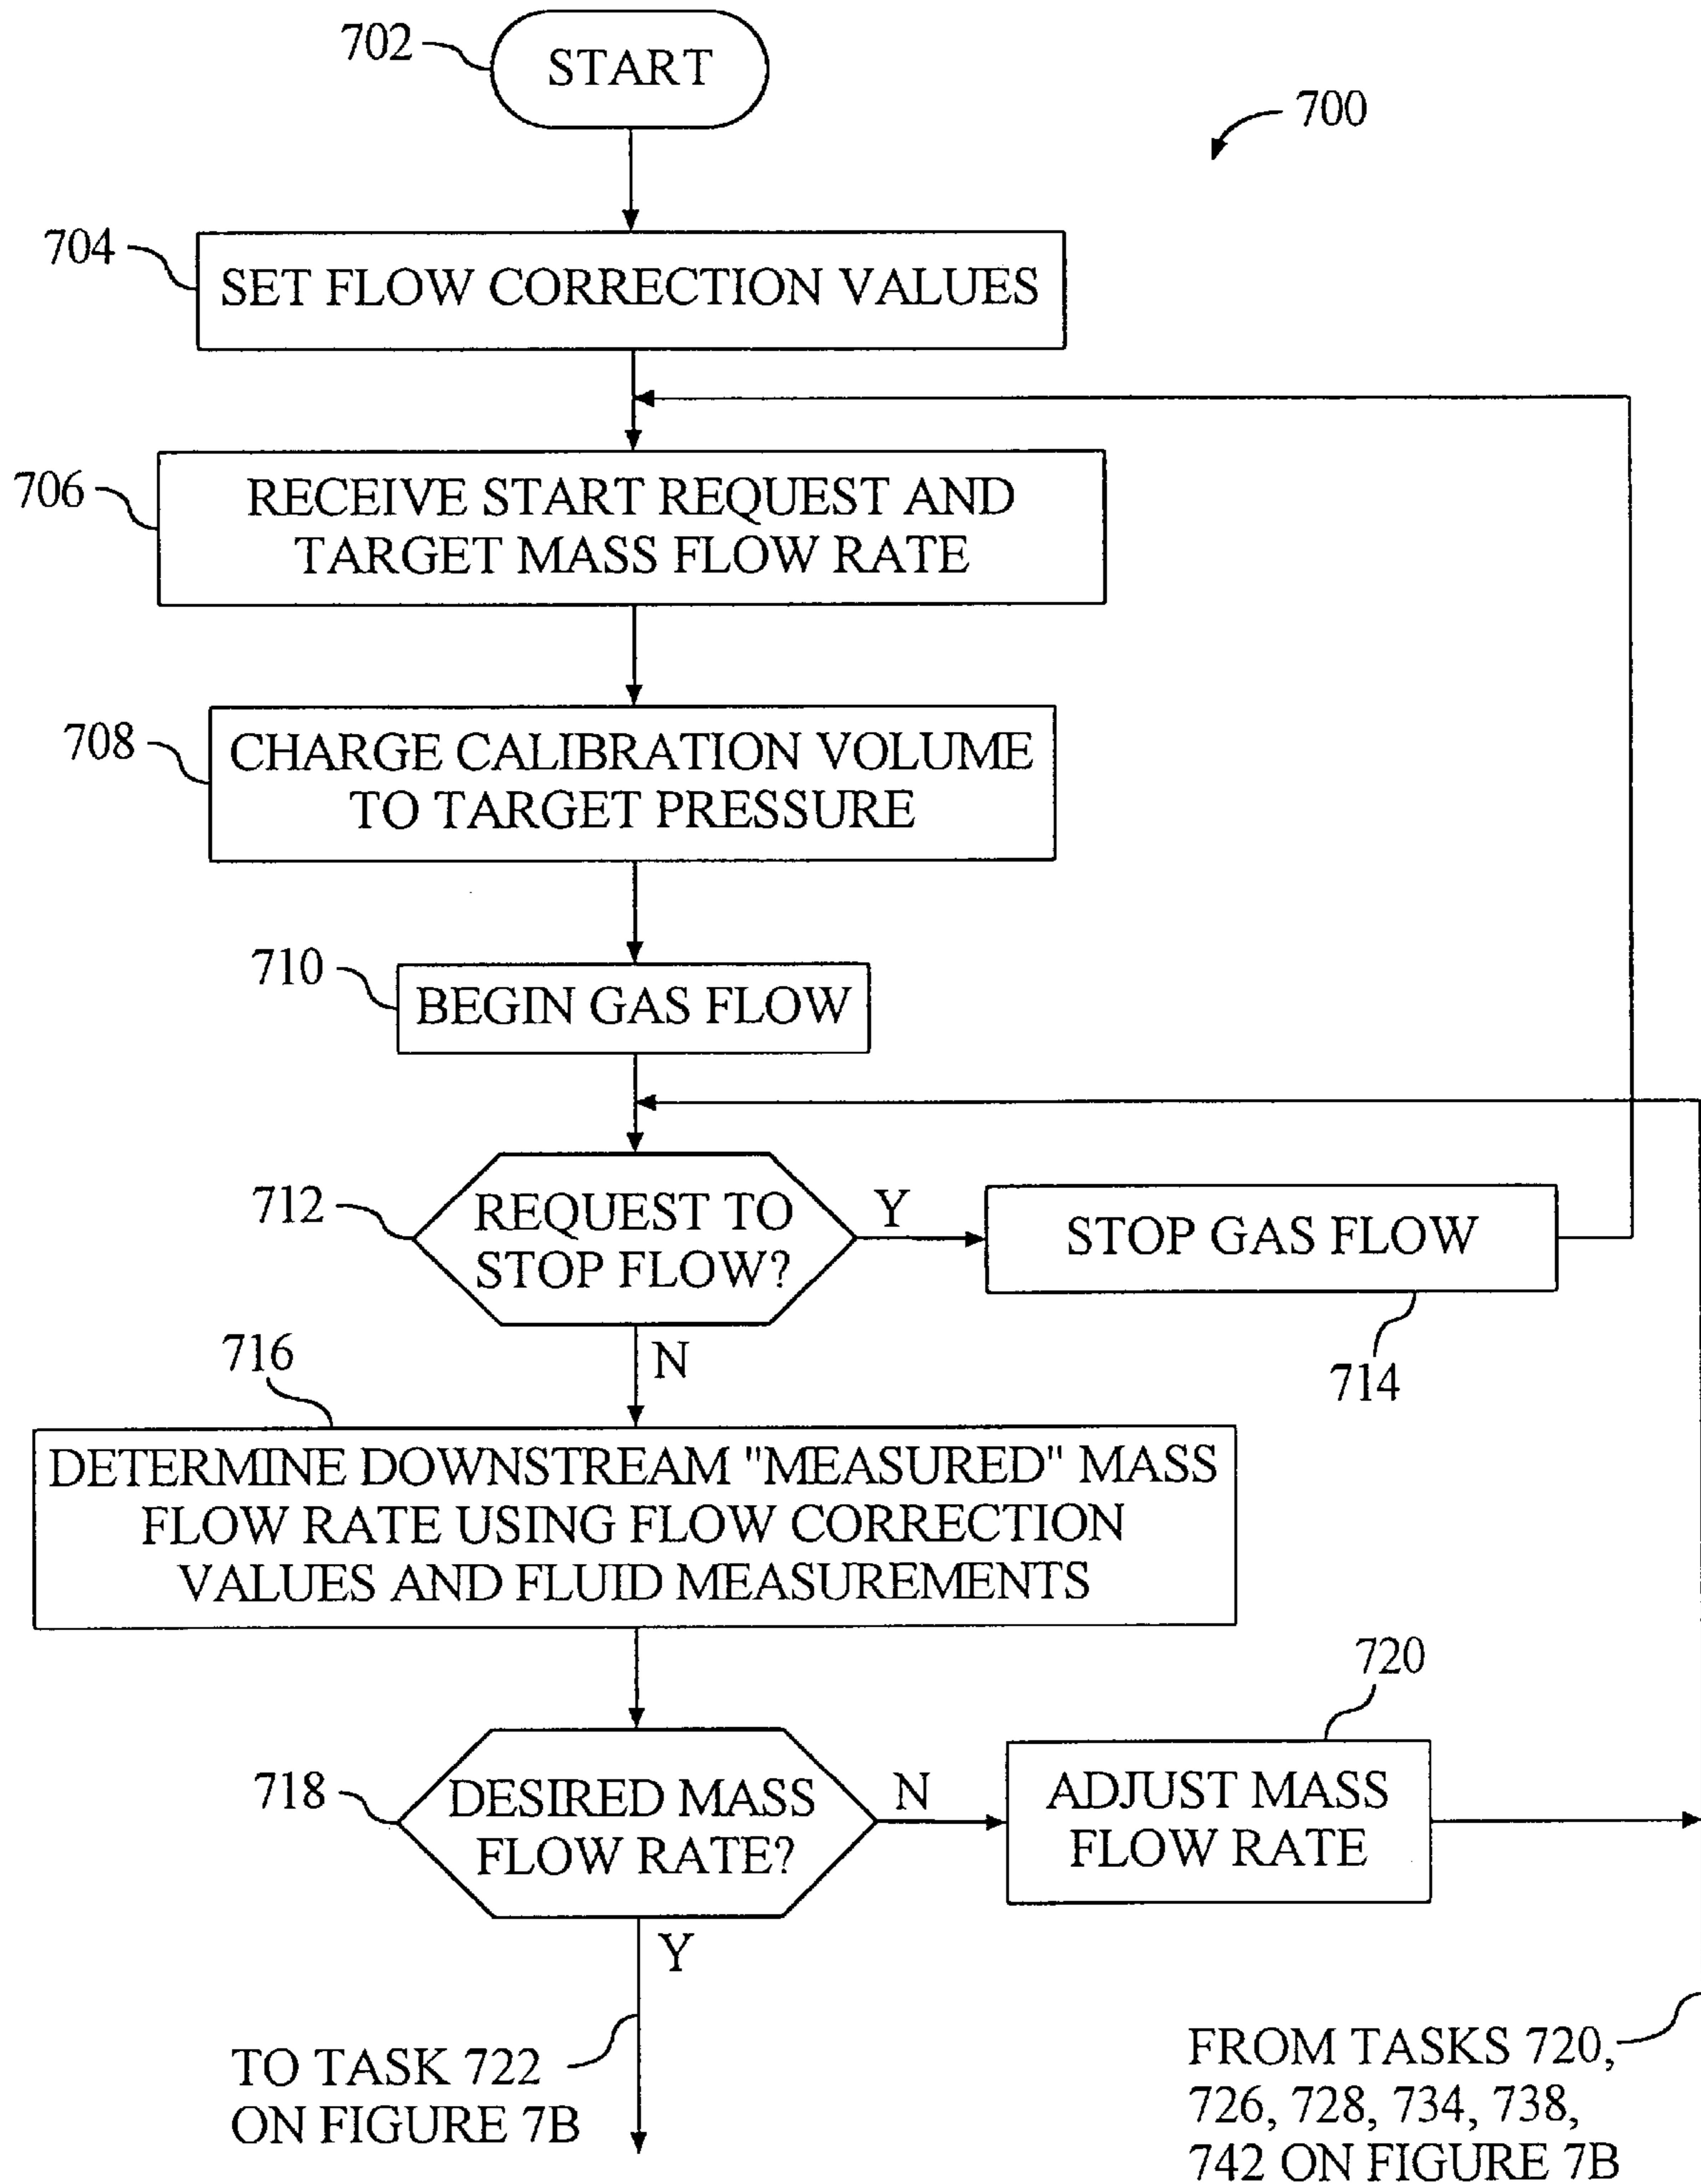 702
START
700
704
SET FLOW CORRECTION VALUES
706
RECEIVE START REQUEST AND
TARGET MASS FLOW RATE
708
CHARGE CALIBRATION VOLUME
TO TARGET PRESSURE
710
BEGIN GAS FLOW
712
REQUEST TO
STOP FLOW?
Y
STOP GAS FLOW
714
N
716
DETERMINE DOWNSTREAM "MEASURED" MASS
FLOW RATE USING FLOW CORRECTION
VALUES AND FLUID MEASUREMENTS
718
DESIRED MASS
FLOW RATE?
N
720
ADJUST MASS
FLOW RATE
Y
TO TASK 722
ON FIGURE 7B
FROM TASKS 720,
726, 728, 734, 738,
742 ON FIGURE 7B